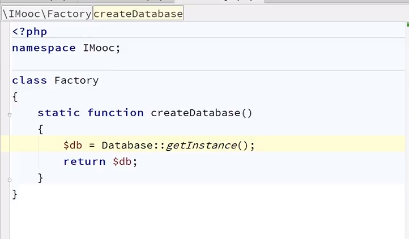 \IMooc\Factory createDatabase
<?php
namespace IMooc;
class Factory
{
static function createDatabase()
{
$db = Database::getInstance();
return $db;
}
}